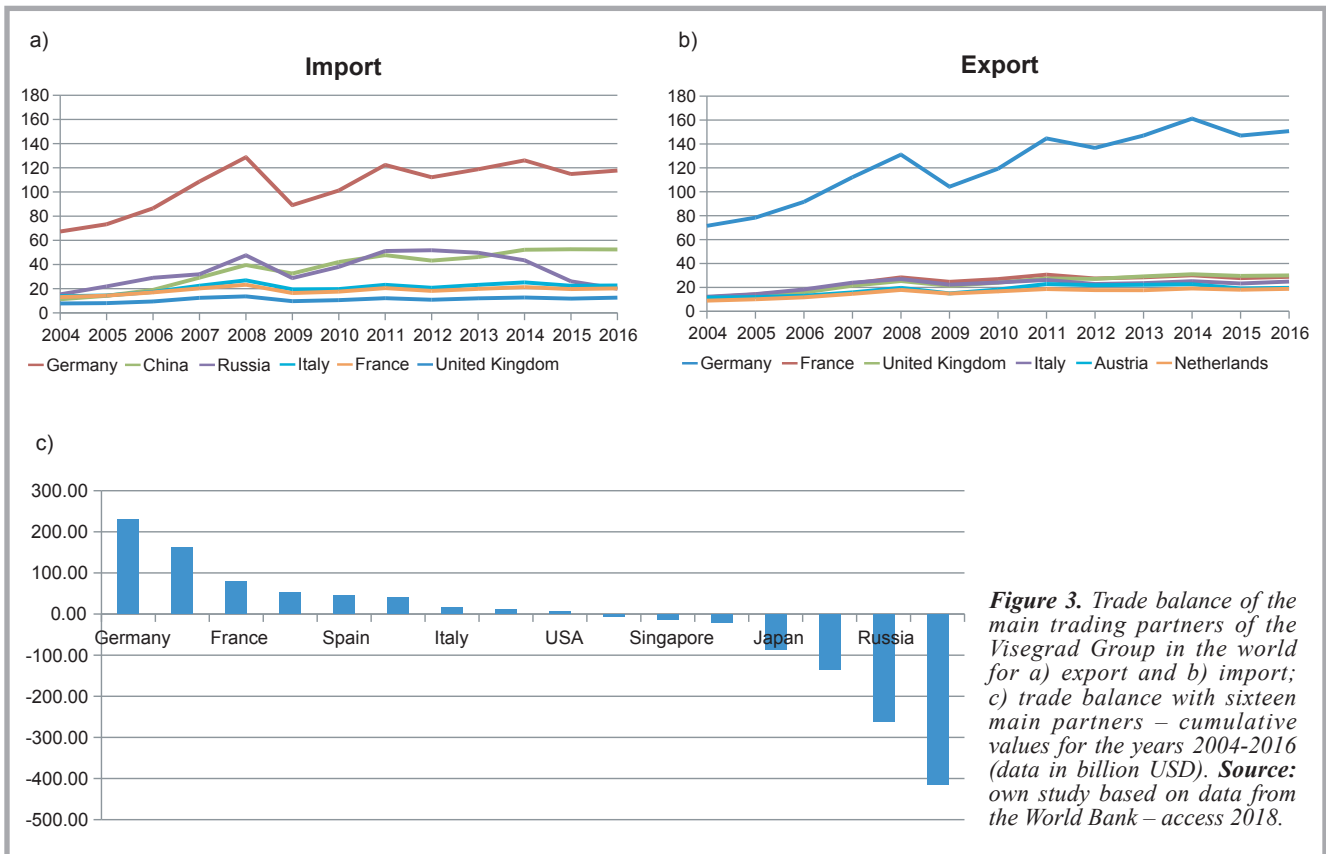 a)
Import
180
160
140
120
100
80
60
40
20
0
2004 2005 2006 2007 2008 2009 2010 2011 2012 2013 2014 2015 2016
Germany China Russia Italy France United Kingdom
b)
Export
180
160
140
120
100
80
60
40
20
0
2004 2005 2006 2007 2008 2009 2010 2011 2012 2013 2014 2015 2016
Germany France United Kingdom Italy Austria Netherlands
c)
300.00
200.00
100.00
0.00
-100.00
-200.00
-300.00
-400.00
-500.00
Germany France Spain Italy USA Singapore Japan Russia
Figure 3. Trade balance of the
main trading partners of the
Visegrad Group in the world
for a) export and b) import;
c) trade balance with sixteen
main partners – cumulative
values for the years 2004-2016
(data in billion USD). Source:
own study based on data from
the World Bank – access 2018.